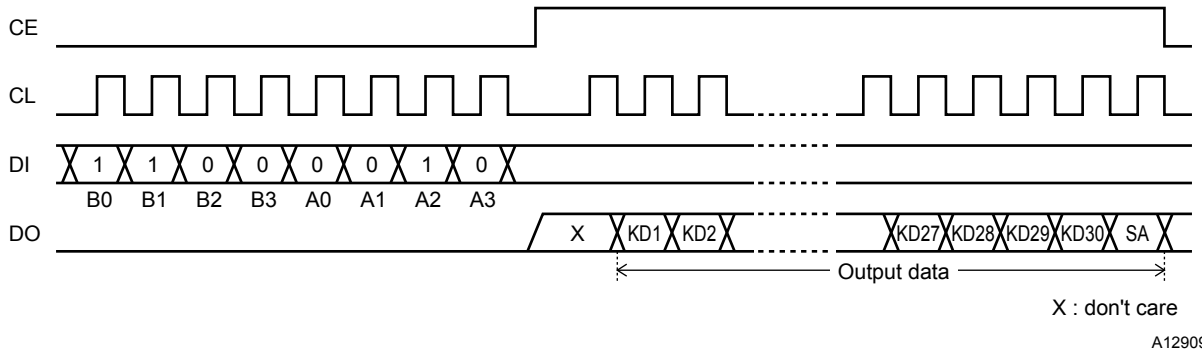 CE
CL
DI 1 1 0 0 0 0 1 0
B0 B1 B2 B3 A0 A1 A2 A3
DO X KD1 KD2 KD27 KD28 KD29 KD30 SA
Output data
X : don't care
A12909